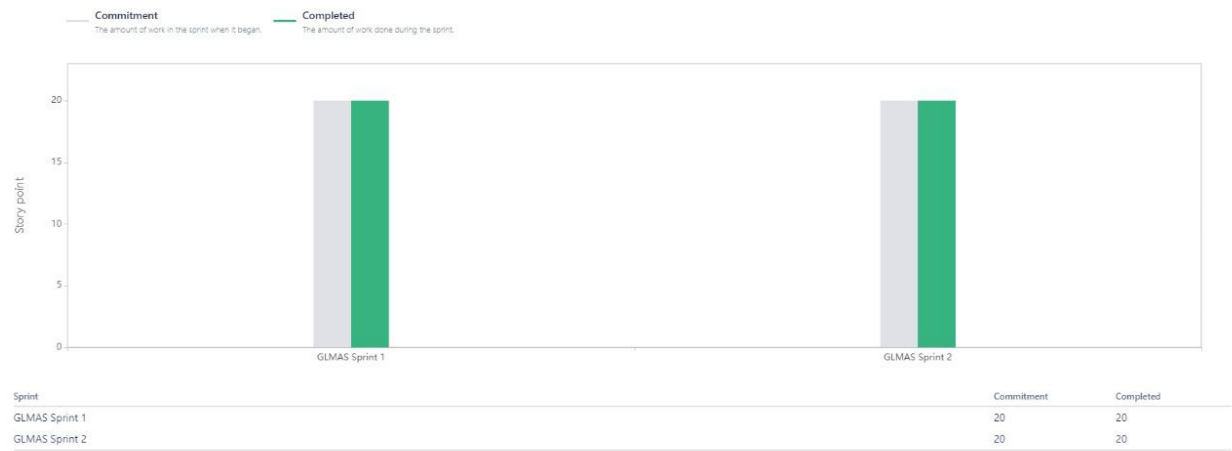 Commitment Completed
The amount of work in the sprint when it began. The amount of work done during the sprint.
20
15
Story point
10
5
0
GLMAS Sprint 1 GLMAS Sprint 2
Sprint Commitment Completed
GLMAS Sprint 1 20 20
GLMAS Sprint 2 20 20